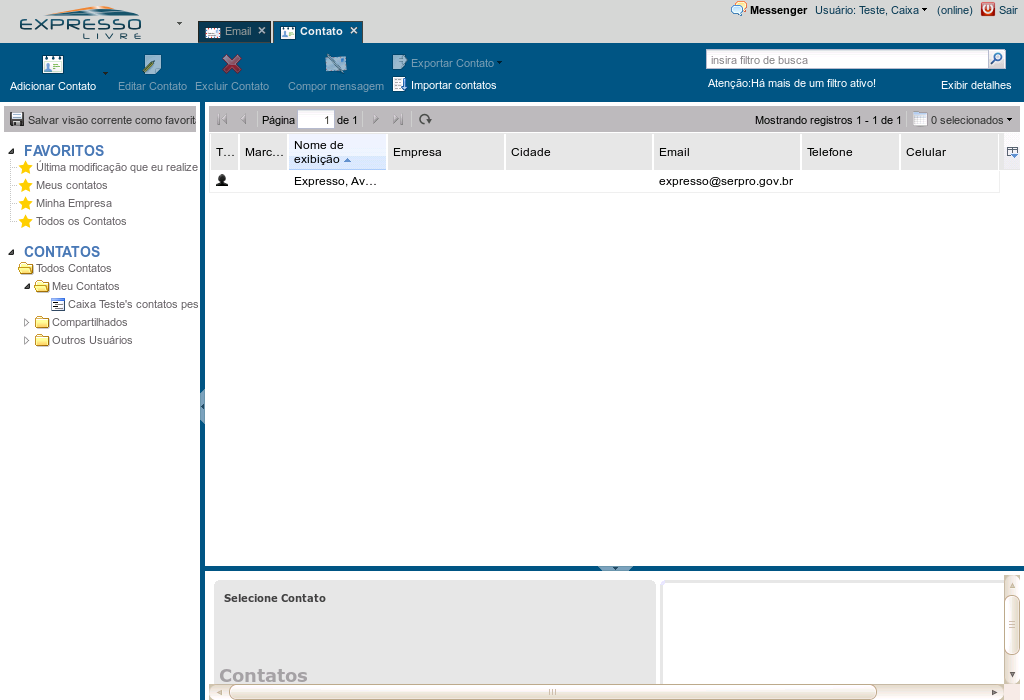 EXPRESSO
LIVRE
Email
Contato
Messenger
Usuário: Teste, Caixa
(online)
Sair
Adicionar Contato
Editar Contato
Excluir Contato
Compor mensagem
Exportar Contato
Importar contatos
insira filtro de busca
Atenção:Há mais de um filtro ativo!
Exibir detalhes
Salvar visão corrente como favorit
FAVORITOS
Última modificação que eu realize
Meus contatos
Minha Empresa
Todos os Contatos
CONTATOS
Todos Contatos
Meu Contatos
Caixa Teste's contatos pes
Compartilhados
Outros Usuários
Página 1 de 1
Mostrando registros 1 - 1 de 1
0 selecionados
T...
Marc...
Nome de
exibição
Empresa
Cidade
Email
Telefone
Celular
Expresso, Av...
expresso@serpro.gov.br
Selecione Contato
Contatos